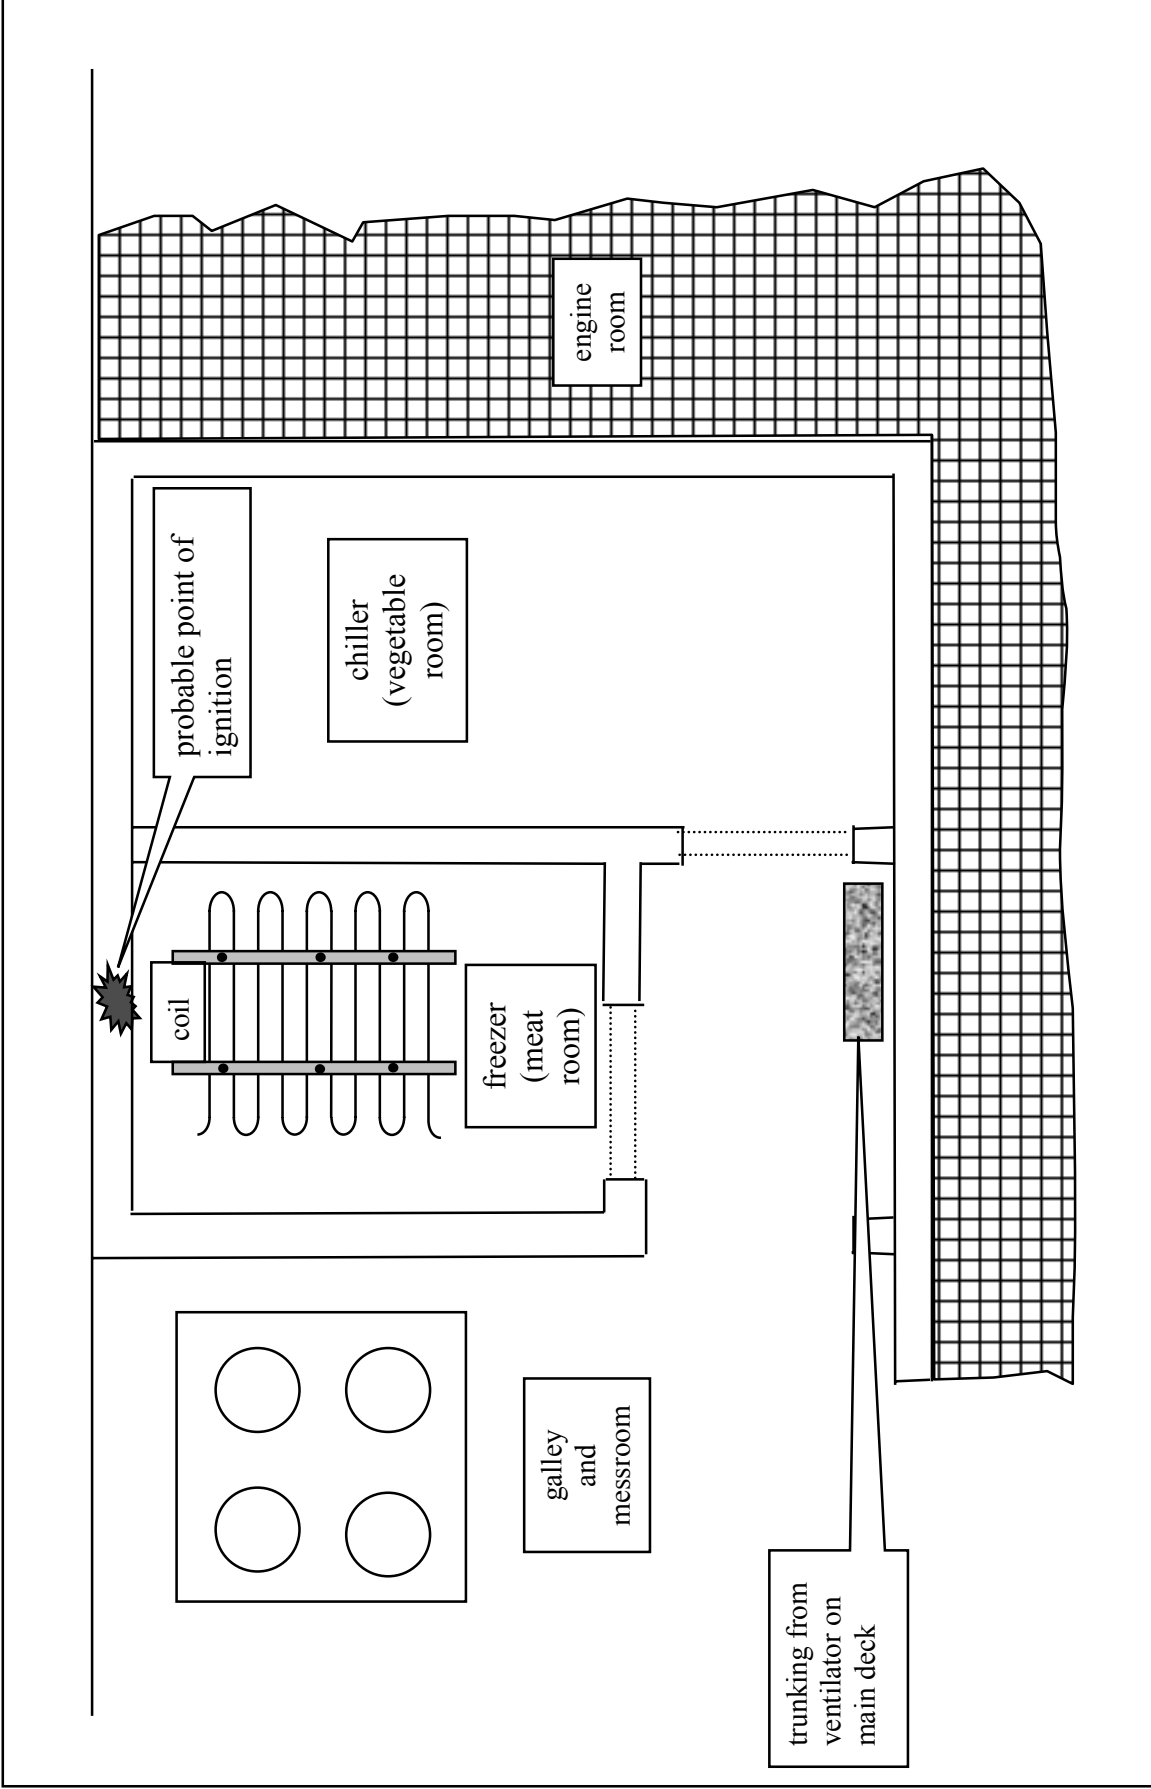 probable point of
ignition
coil
freezer
(meat
room)
chiller
(vegetable
room)
engine
room
galley
and
messroom
trunking from
ventilator on
main deck